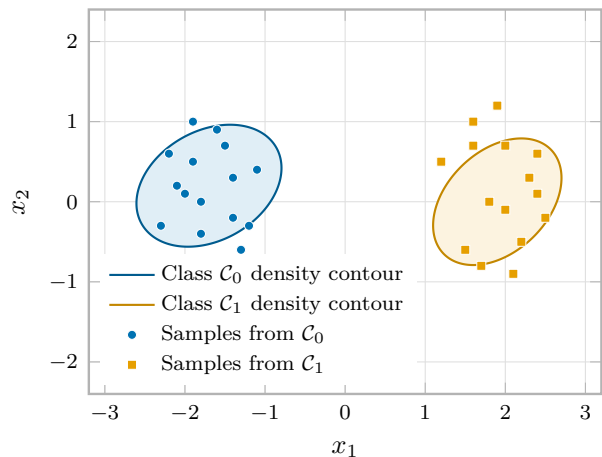 2
1
0
−1
−2
x₂
Class 𝒞₀ density contour
Class 𝒞₁ density contour
Samples from 𝒞₀
Samples from 𝒞₁
−3 −2 −1 0 1 2 3
x₁